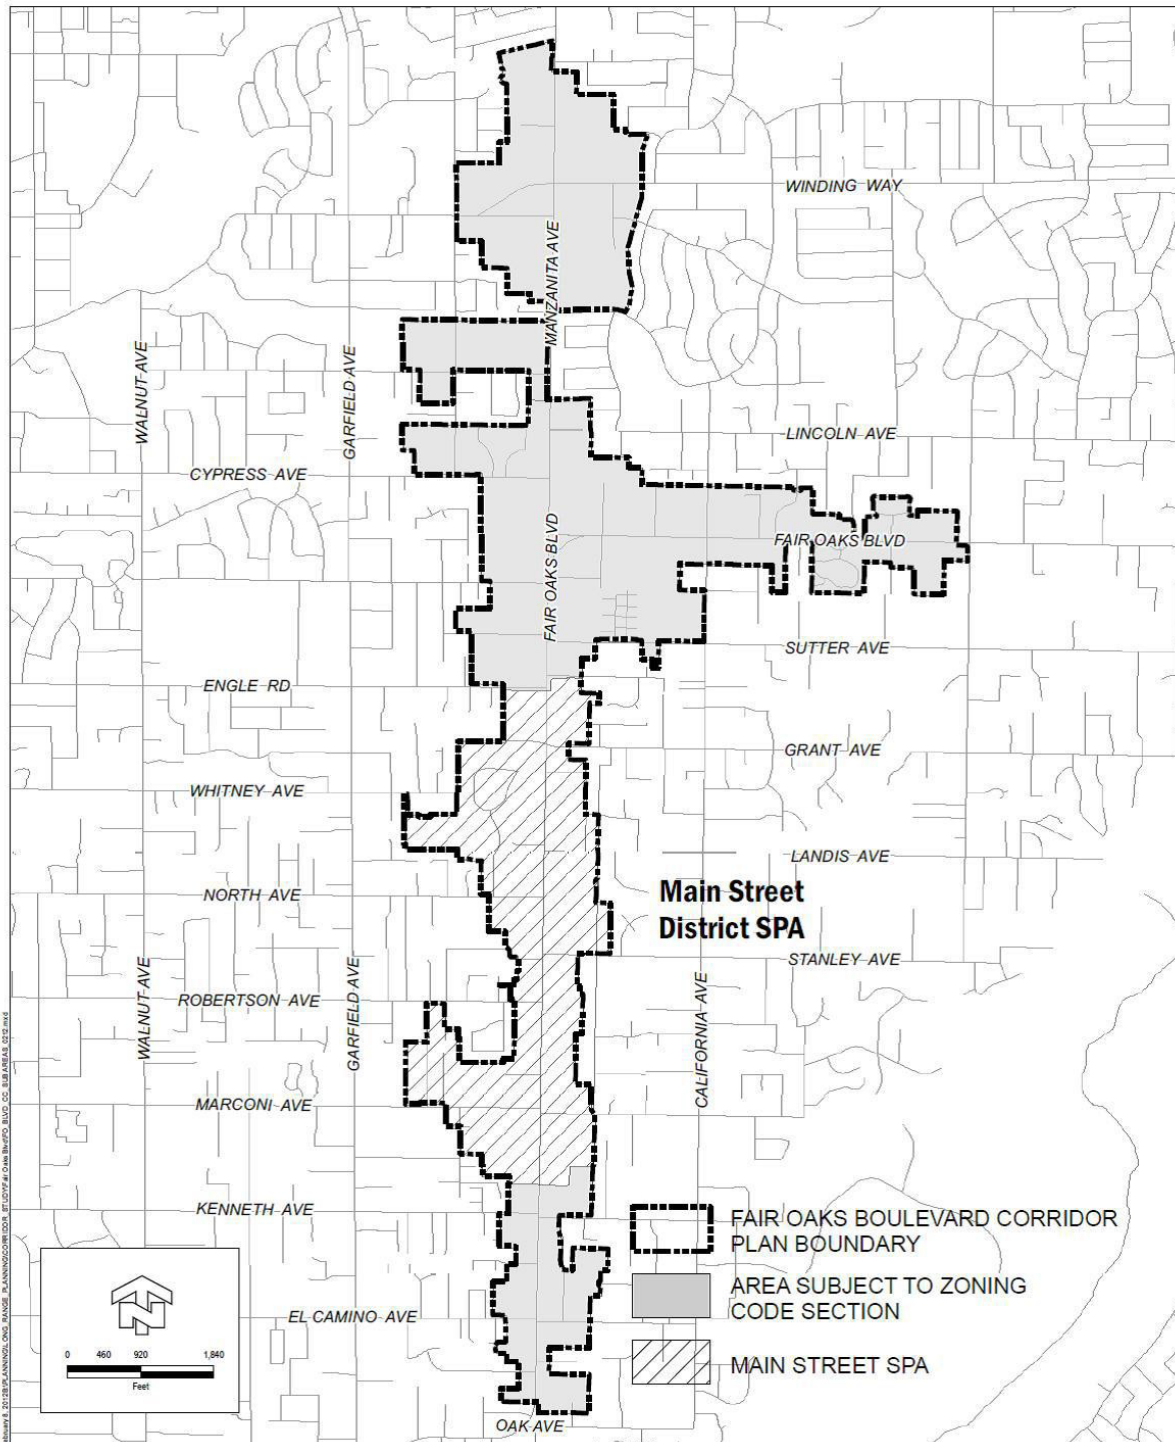 WINDING WAY
MANZANITA AVE
WALNUT AVE
GARFIELD AVE
LINCOLN AVE
CYPRESS AVE
FAIR OAKS BLVD
FAIR OAKS BLVD
SUTTER AVE
ENGLE RD
GRANT AVE
WHITNEY AVE
LANDIS AVE
Main Street
District SPA
NORTH AVE
STANLEY AVE
WALNUT AVE
GARFIELD AVE
CALIFORNIA AVE
ROBERTSON AVE
MARCONI AVE
KENNETH AVE
FAIR OAKS BOULEVARD CORRIDOR
PLAN BOUNDARY
AREA SUBJECT TO ZONING
CODE SECTION
EL CAMINO AVE
MAIN STREET SPA
N
0 460 920 1,840
Feet
OAK AVE